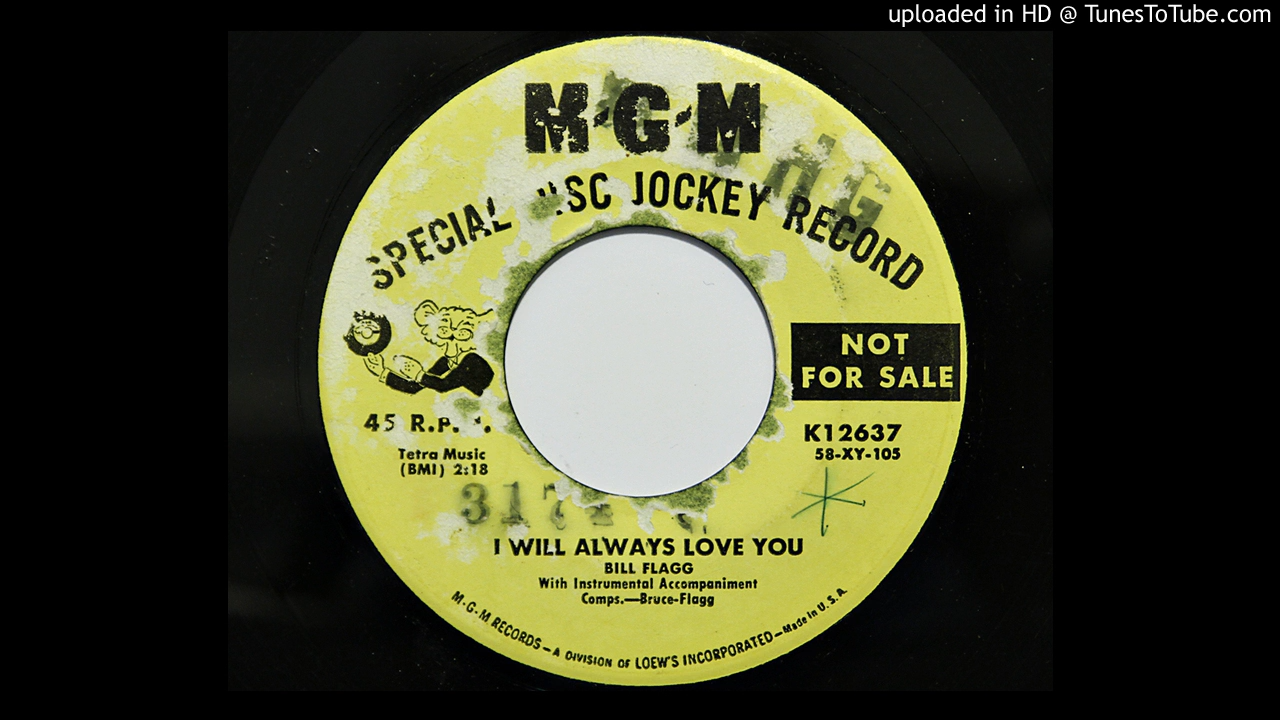 uploaded in HD @ TunesToTube.com
M·G·M
SPECIAL JOCKEY RECORD
NOT
FOR SALE
45 R.P.
K12637
58-XY-105
Tetra Music
(BMI) 2:18
317
I WILL ALWAYS LOVE YOU
BILL FLAGG
With Instrumental Accompaniment
Comps.—Bruce-Flagg
M-G-M RECORDS—A DIVISION OF LOEW'S INCORPORATED—Made in U.S.A.